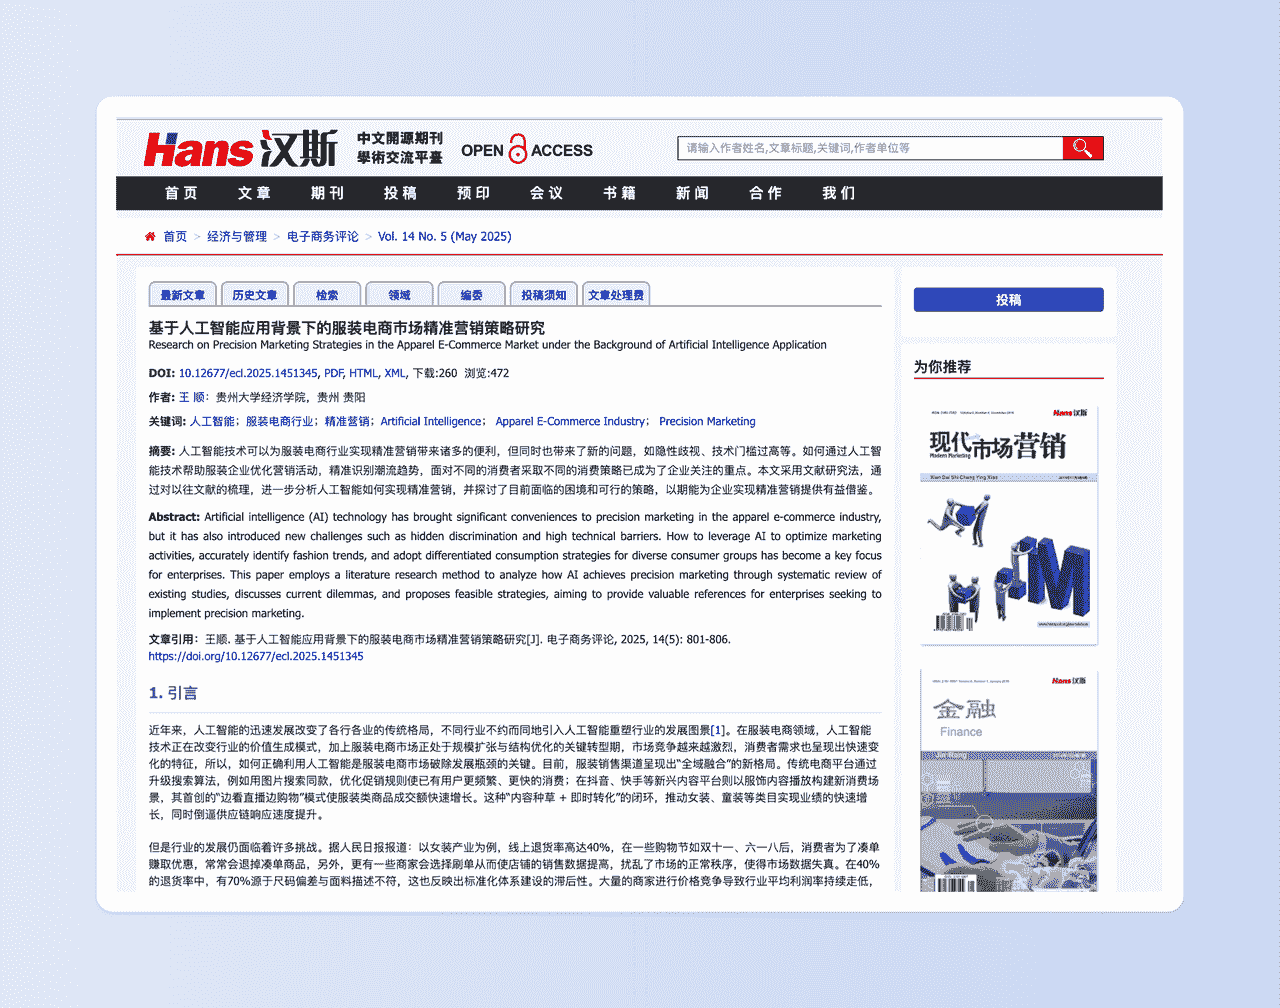 Hans汉斯
中文開源期刊
學術交流平臺
OPEN ACCESS
请输入作者姓名,文章标题,关键词,作者单位等
首页 文章 期刊 投稿 预印 会议 书籍 新闻 合作 我们
首页 > 经济与管理 > 电子商务评论 > Vol. 14 No. 5 (May 2025)
最新文章 历史文章 检索 领域 编委 投稿须知 文章处理费
基于人工智能应用背景下的服装电商市场精准营销策略研究
Research on Precision Marketing Strategies in the Apparel E-Commerce Market under the Background of Artificial Intelligence Application
DOI: 10.12677/ecl.2025.1451345, PDF, HTML, XML, 下载:260 浏览:472
作者: 王 顺: 贵州大学经济学院，贵州 贵阳
关键词: 人工智能；服装电商行业；精准营销；Artificial Intelligence； Apparel E-Commerce Industry； Precision Marketing
摘要: 人工智能技术可以为服装电商行业实现精准营销带来诸多的便利，但同时也带来了新的问题，如隐性歧视、技术门槛过高等。如何通过人工智
能技术帮助服装企业优化营销活动，精准识别潮流趋势，面对不同的消费者采取不同的消费策略已成为了企业关注的重点。本文采用文献研究法，通
过对以往文献的梳理，进一步分析人工智能如何实现精准营销，并探讨了目前面临的困境和可行的策略，以期能为企业实现精准营销提供有益借鉴。
Abstract: Artificial intelligence (AI) technology has brought significant conveniences to precision marketing in the apparel e-commerce industry,
but it has also introduced new challenges such as hidden discrimination and high technical barriers. How to leverage AI to optimize marketing
activities, accurately identify fashion trends, and adopt differentiated consumption strategies for diverse consumer groups has become a key focus
for enterprises. This paper employs a literature research method to analyze how AI achieves precision marketing through systematic review of
existing studies, discusses current dilemmas, and proposes feasible strategies, aiming to provide valuable references for enterprises seeking to
implement precision marketing.
文章引用: 王顺. 基于人工智能应用背景下的服装电商市场精准营销策略研究[J]. 电子商务评论, 2025, 14(5): 801-806.
https://doi.org/10.12677/ecl.2025.1451345
1. 引言
近年来，人工智能的迅速发展改变了各行各业的传统格局，不同行业不约而同地引入人工智能重塑行业的发展图景[1]。在服装电商领域，人工智能
技术正在改变行业的价值生成模式，加上服装电商市场正处于规模扩张与结构优化的关键转型期，市场竞争越来越激烈，消费者需求也呈现出快速变
化的特征，所以，如何正确利用人工智能是服装电商市场破除发展瓶颈的关键。目前，服装销售渠道呈现出“全域融合”的新格局。传统电商平台通过
升级搜索算法，例如用图片搜索同款，优化促销规则使已有用户更频繁、更快的消费；在抖音、快手等新兴内容平台则以服饰内容播放构建新消费场
景，其首创的“边看直播边购物”模式使服装类商品成交额快速增长。这种“内容种草 + 即时转化”的闭环，推动女装、童装等类目实现业绩的快速增
长，同时倒逼供应链响应速度提升。
但是行业的发展仍面临着许多挑战。据人民日报报道：以女装产业为例，线上退货率高达40%，在一些购物节如双十一、六一八后，消费者为了凑单
赚取优惠，常常会退掉凑单商品，另外，更有一些商家会选择刷单从而使店铺的销售数据提高，扰乱了市场的正常秩序，使得市场数据失真。在40%
的退货率中，有70%源于尺码偏差与面料描述不符，这也反映出标准化体系建设的滞后性。大量的商家进行价格竞争导致行业平均利润率持续走低，
投稿
为你推荐
Hans汉斯
现代市场营销
Modern Marketing
Xian Dai Shi Chang Ying Xiao
Hans汉斯
金融
Finance